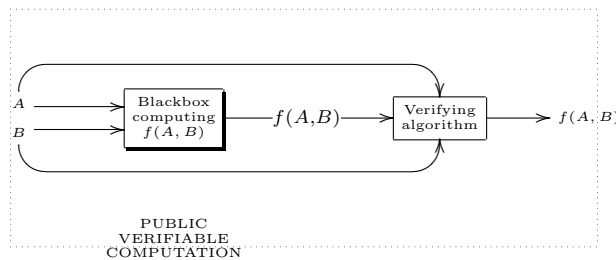 A
B
Blackbox
computing
f(A, B)
f(A,B)
Verifying
algorithm
f(A, B)
PUBLIC
VERIFIABLE
COMPUTATION